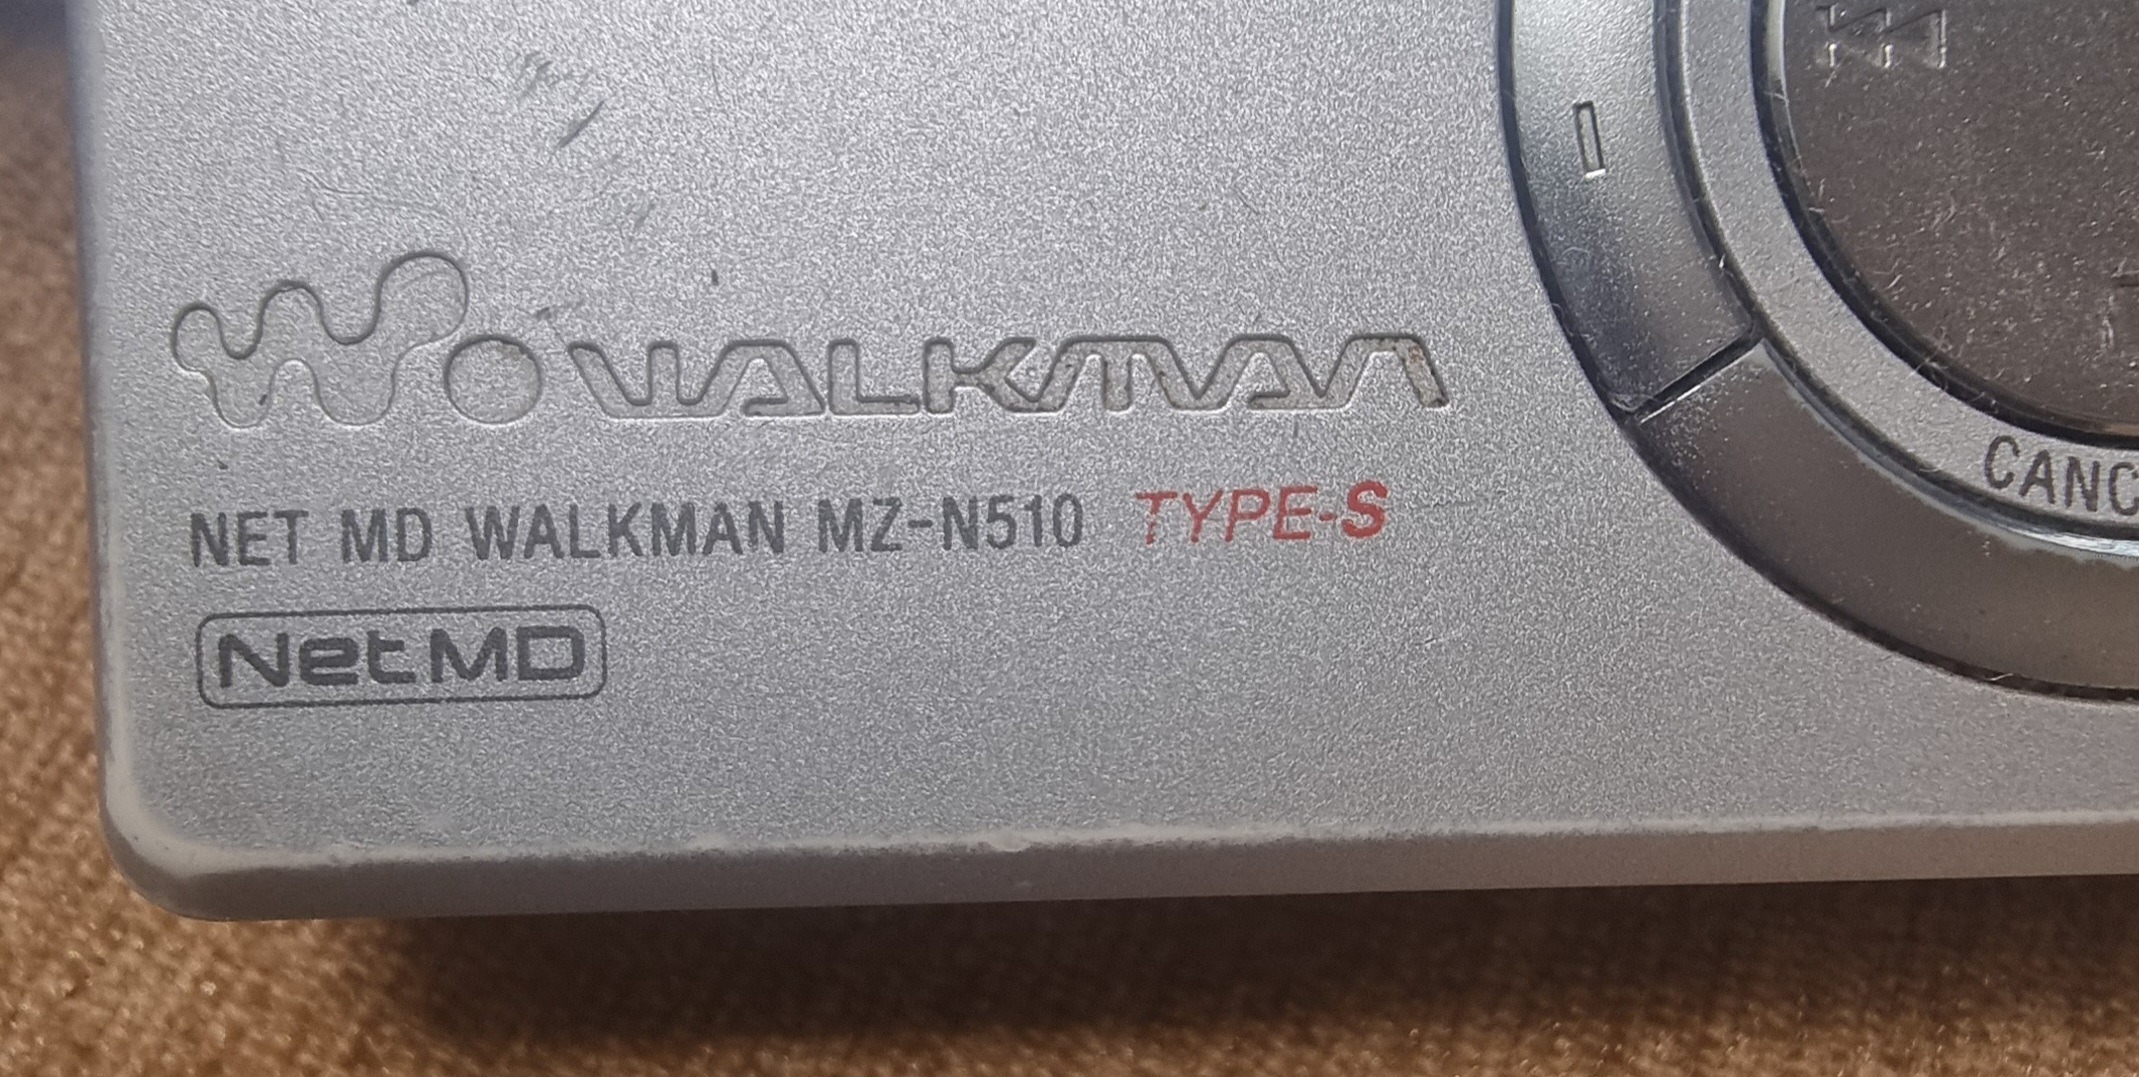 WALKMAN
NET MD WALKMAN MZ-N510 TYPE-S
NetMD
CANC